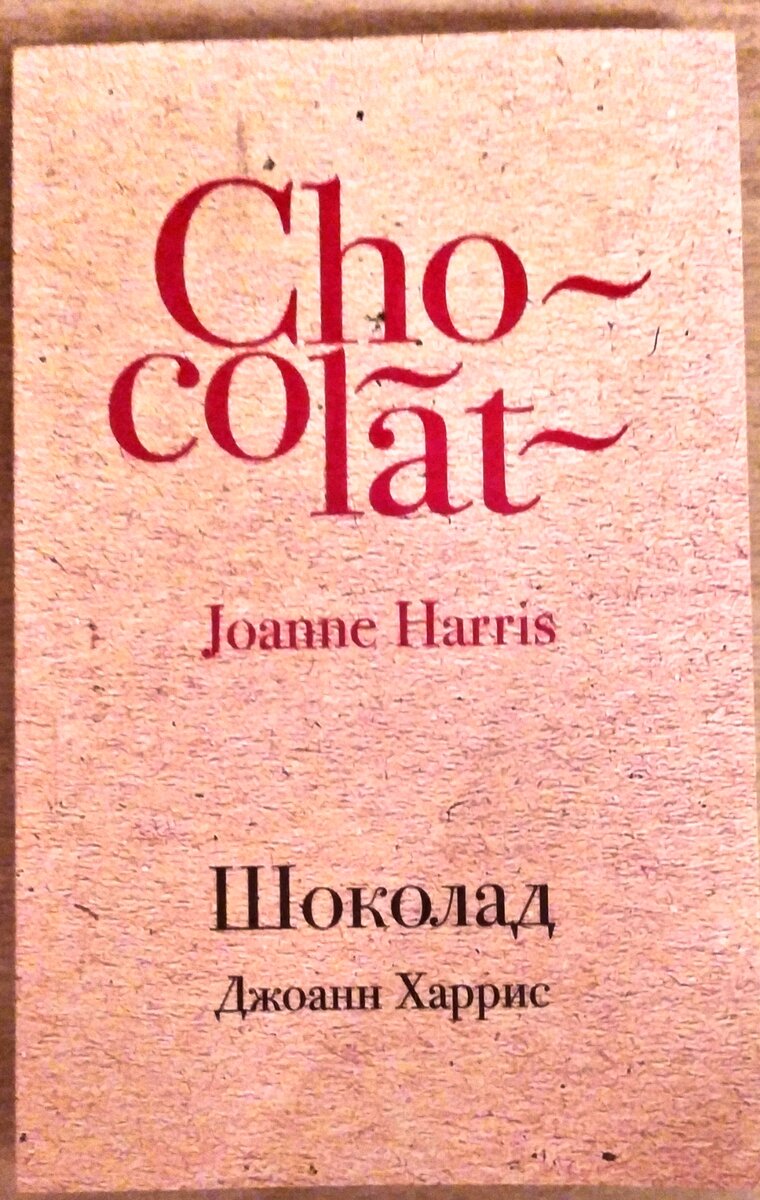 Cho~
colat~
Joanne Harris
Шоколад
Джоанн Харрис